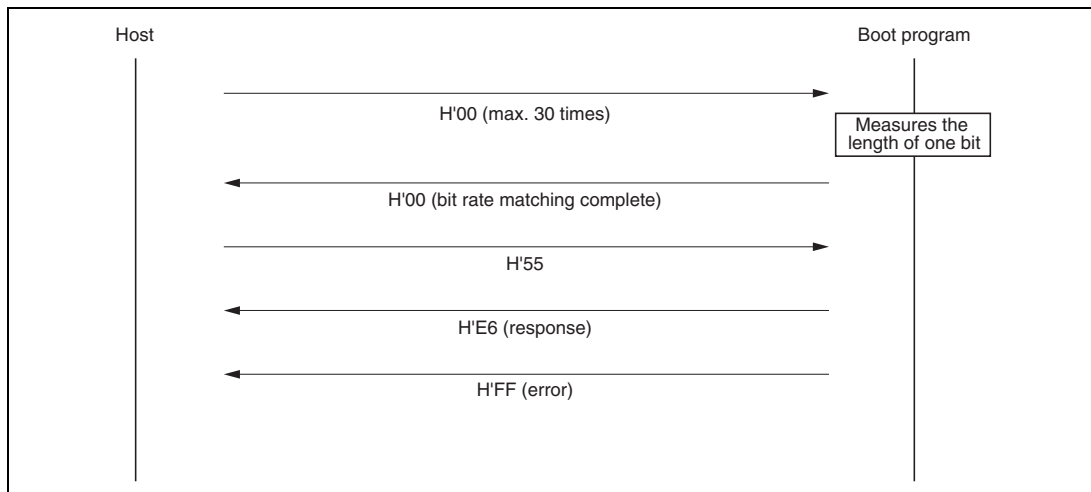 Host
Boot program
H'00 (max. 30 times)
Measures the
length of one bit
H'00 (bit rate matching complete)
H'55
H'E6 (response)
H'FF (error)